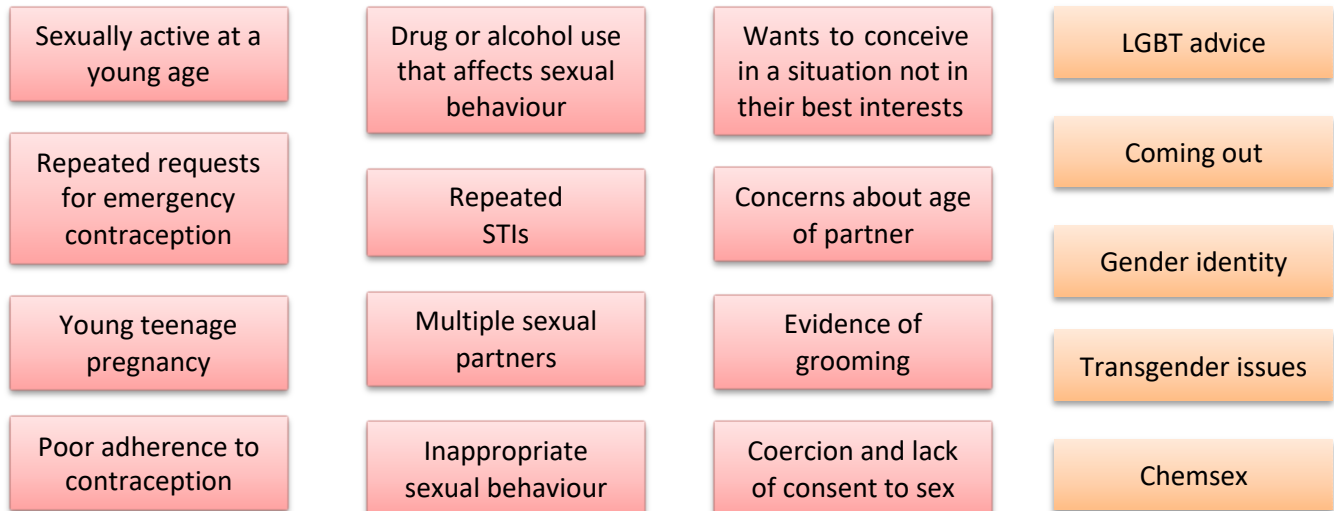 Sexually active at a
young age
Repeated requests
for emergency
contraception
Young teenage
pregnancy
Poor adherence to
contraception
Drug or alcohol use
that affects sexual
behaviour
Repeated
STIs
Multiple sexual
partners
Inappropriate
sexual behaviour
Wants to conceive
in a situation not in
their best interests
Concerns about age
of partner
Evidence of
grooming
Coercion and lack
of consent to sex
LGBT advice
Coming out
Gender identity
Transgender issues
Chemsex